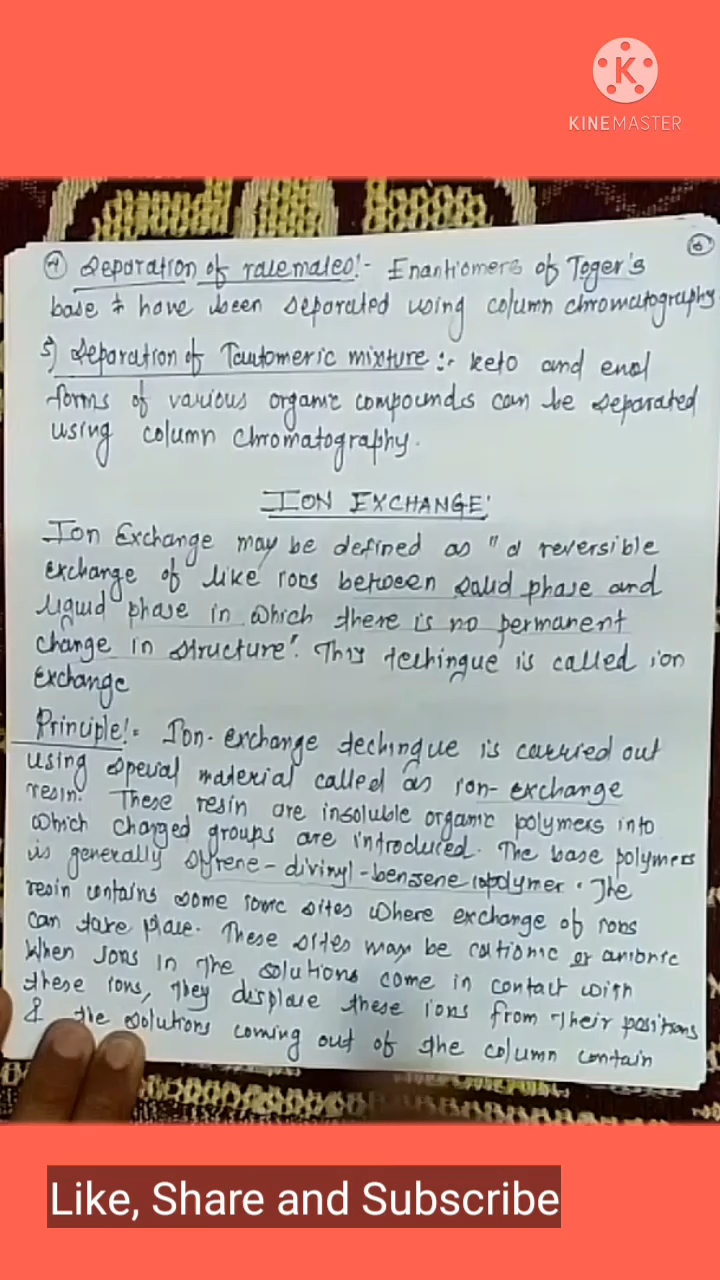 KINEMASTER
6
4) Separation of racemates:- Enantiomers of Toger's
base & have been separated using column chromatography
5) Separation of Tautomeric mixture :- keto and enol
forms of various organic compounds can be separated
using column chromatography.
ION EXCHANGE:
Ion Exchange may be defined as "a reversible
exchange of like ions between solid phase and
liquid phase in which there is no permanent
change in structure". This techingue is called ion
Exchange
Principle:- Ion-exchange techingue is carried out
using special material called as ion-exchange
resin. These resin are insoluble organic polymers into
which charged groups are introduced. The base polymers
is generally styrene-divinyl-benzene copolymer. The
resin contains some ionic sites where exchange of ions
can take place. These sites may be cationic or anionic
When Ions in the solutions come in contact with
these ions, they displace these ions from their positions
& the solutions coming out of the column contain
Like, Share and Subscribe